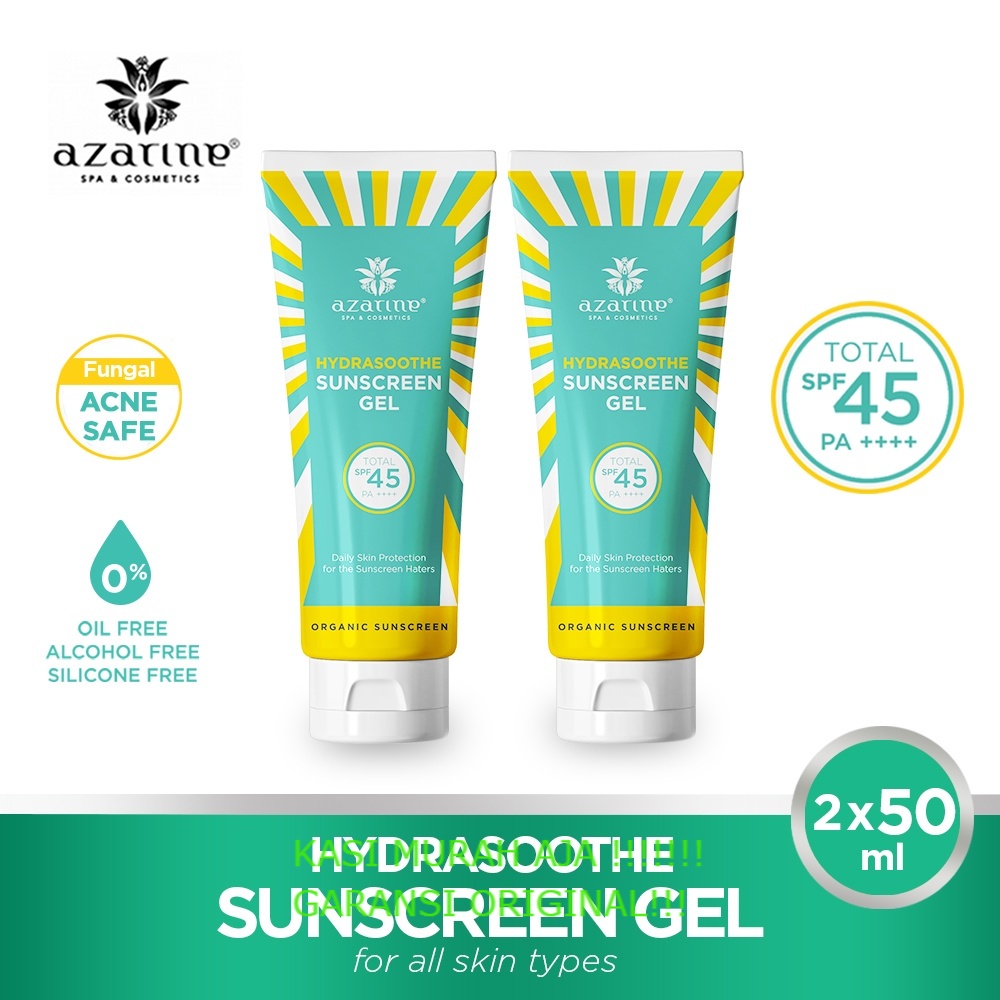 azarine®
SPA & COSMETICS
azarine®
SPA & COSMETICS
HYDRASOOTHE
SUNSCREEN
GEL
TOTAL
SPF 45
PA ++++
Daily Skin Protection
for the Sunscreen Haters
ORGANIC SUNSCREEN
azarine®
SPA & COSMETICS
HYDRASOOTHE
SUNSCREEN
GEL
TOTAL
SPF 45
PA ++++
Daily Skin Protection
for the Sunscreen Haters
ORGANIC SUNSCREEN
Fungal
ACNE
SAFE
TOTAL
SPF 45
PA ++++
0%
OIL FREE
ALCOHOL FREE
SILICONE FREE
2x50
ml
HYDRASOOTHE
SUNSCREEN GEL
for all skin types
KASI MURAH AJA !!!!!!!
GARANSI ORIGINAL!!!